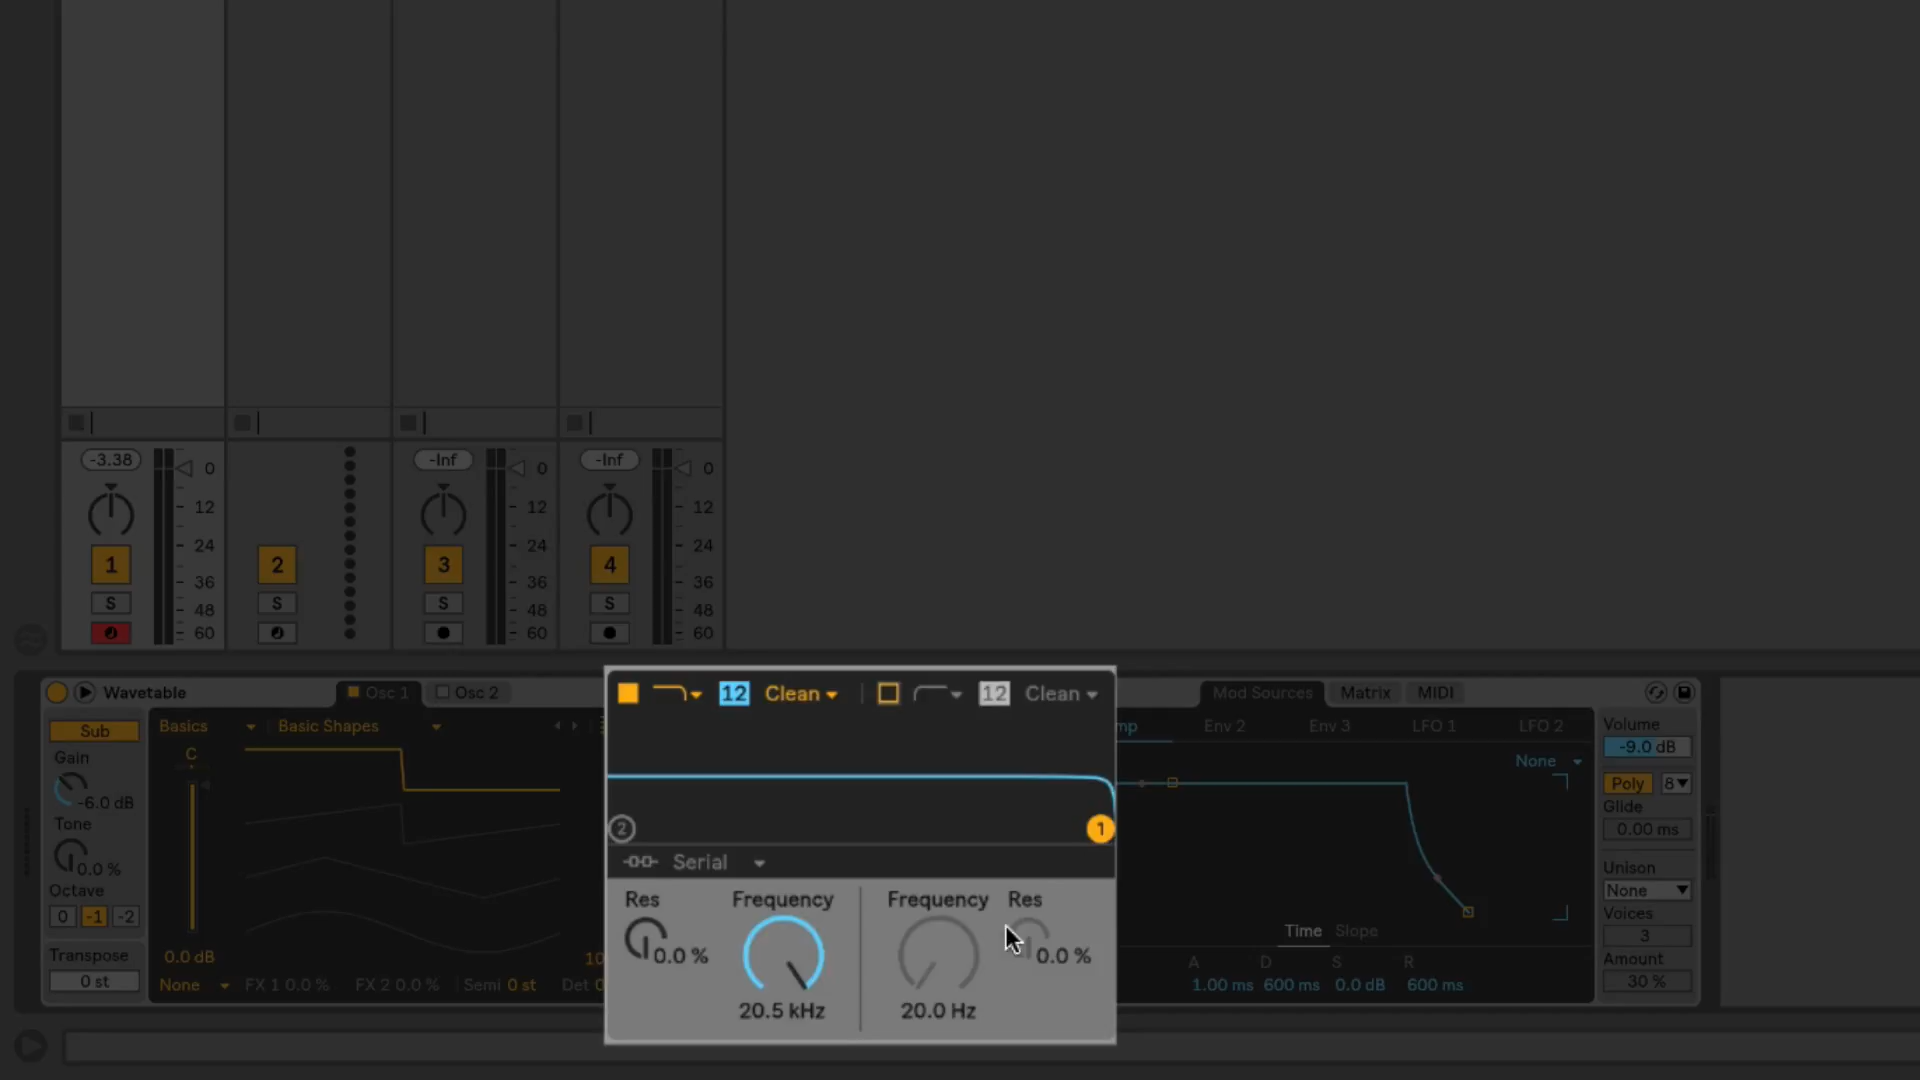 -3.38 0 -Inf 0 -Inf 0
12 12 12
24 24 24
1 2 3 4
36 36 36
S S S S
48 48 48
60 60 60
Wavetable Osc 1 Osc 2
12 Clean 12 Clean
Mod Sources Matrix MIDI
Sub Basics Basic Shapes
mp Env 2 Env 3 LFO 1 LFO 2
Volume
-9.0 dB
Gain C
None
-6.0 dB
Poly 8
Tone
Glide
0.00 ms
0.0 %
2 1
Serial
Unison
None
Octave
0 -1 -2
Res Frequency Frequency Res
Voices
3
Time Slope
Transpose 0.0 dB 10
0.0 % 0.0 %
A D S R
Amount
0 st None FX 1 0.0 % FX 2 0.0 % Semi 0 st Det 0
1.00 ms 600 ms 0.0 dB 600 ms
30 %
20.5 kHz 20.0 Hz